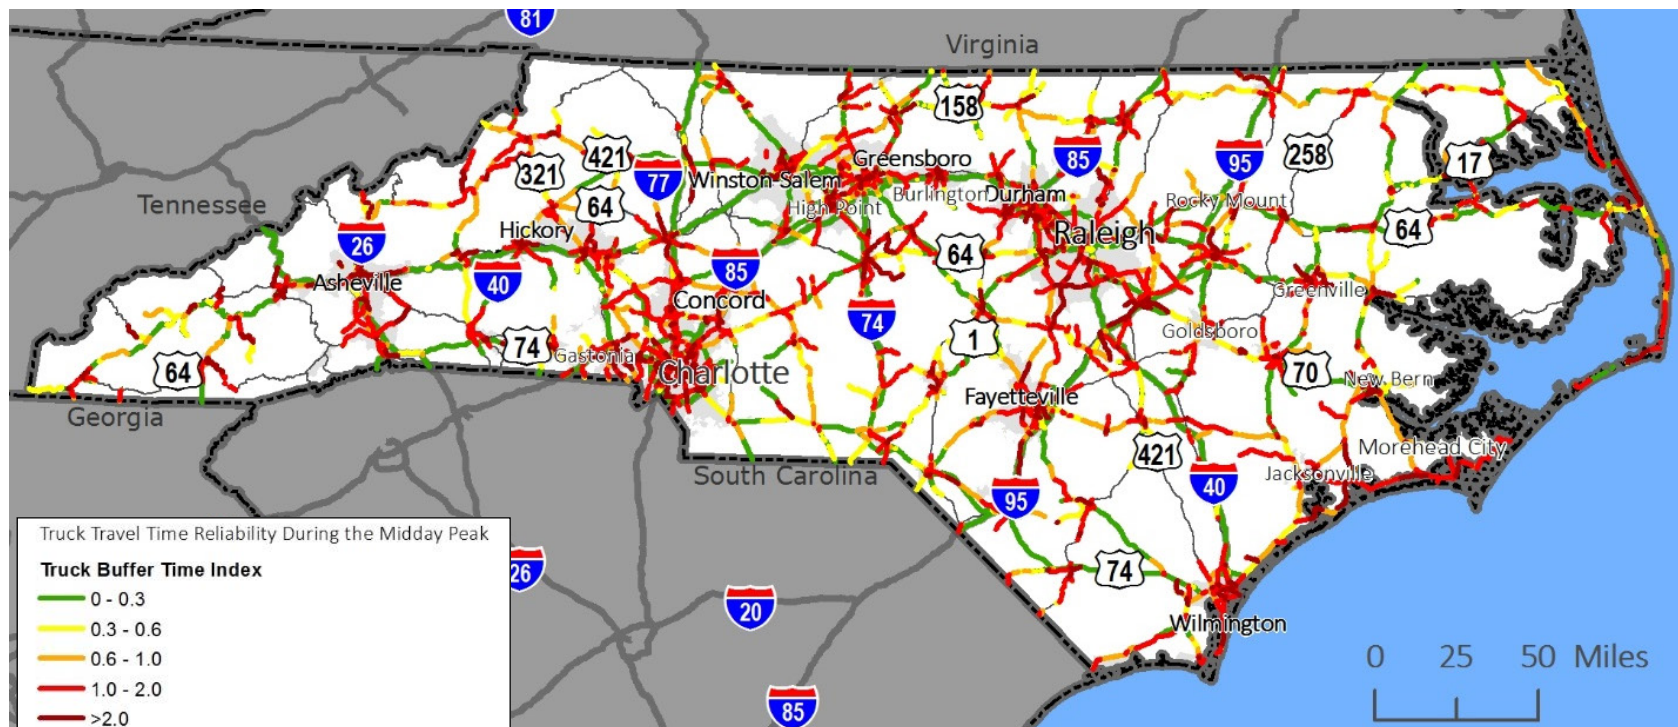 81
Virginia
158
421
321
77
Greensboro
85
95
258
17
Winston-Salem
Burlington
Durham
High Point
Tennessee
64
Rocky Mount
26
Hickory
Raleigh
64
64
40
85
Asheville
Concord
Greenville
74
1
Goldsboro
74
Gastonia
64
Charlotte
70
New Bern
Fayetteville
Georgia
421
Morehead City
South Carolina
Jacksonville
40
95
Truck Travel Time Reliability During the Midday Peak
Truck Buffer Time Index
0 - 0.3
0.3 - 0.6
0.6 - 1.0
1.0 - 2.0
>2.0
26
74
20
Wilmington
0 25 50 Miles
85